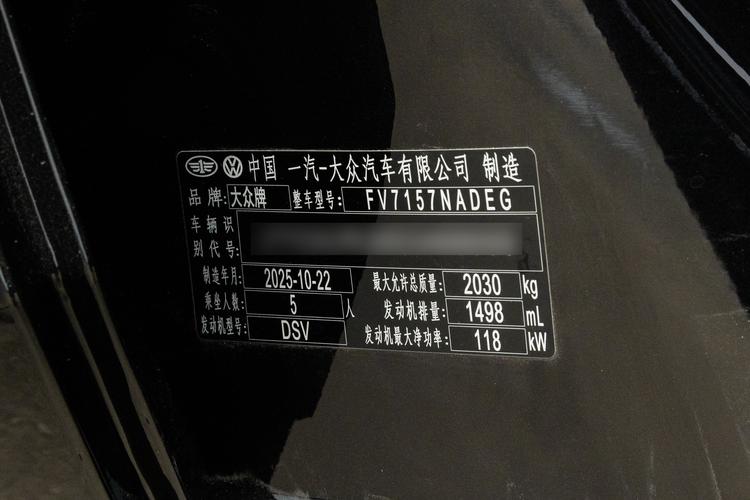 中国 一汽-大众汽车有限公司 制造
品牌: 大众牌 整车型号: FV7157NADEG
车辆识
别代号:
制造年月: 2025-10-22 最大允许总质量: 2030 kg
乘坐人数: 5 人 发动机排量: 1498 mL
发动机型号: DSV 发动机最大净功率: 118 kW